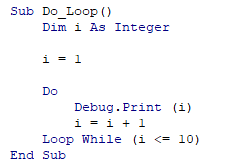 Sub Do_Loop()
    Dim i As Integer

    i = 1

    Do
        Debug.Print (i)
        i = i + 1
    Loop While (i <= 10)
End Sub